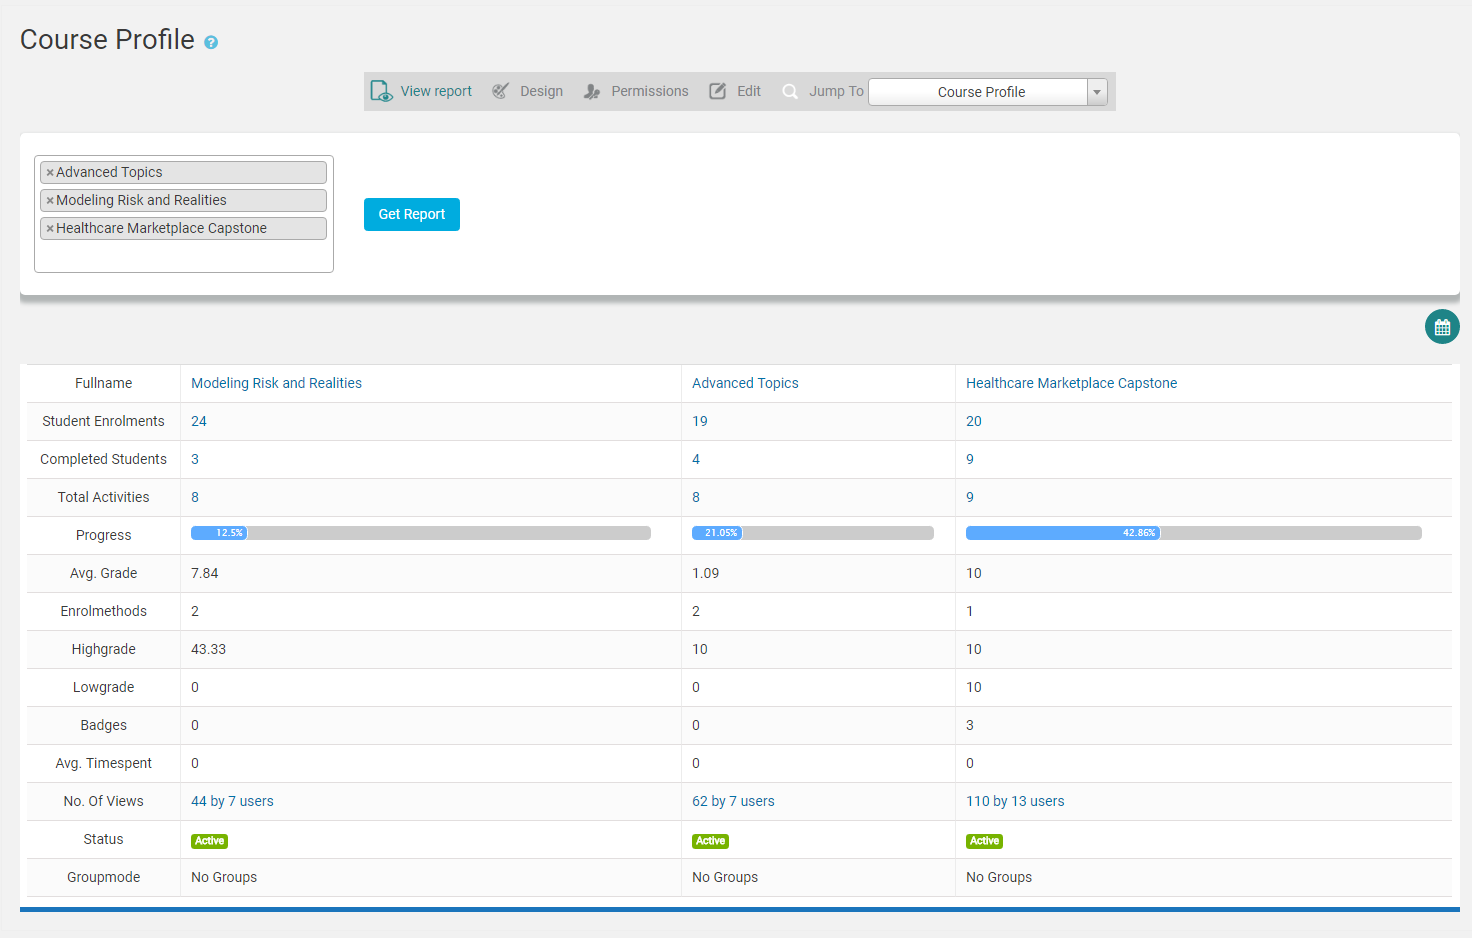 Course Profile ?
View report Design Permissions Edit Jump To Course Profile
×Advanced Topics
×Modeling Risk and Realities
×Healthcare Marketplace Capstone
Get Report
Fullname Modeling Risk and Realities Advanced Topics Healthcare Marketplace Capstone
Student Enrolments 24 19 20
Completed Students 3 4 9
Total Activities 8 8 9
Progress 12.5% 21.05% 42.86%
Avg. Grade 7.84 1.09 10
Enrolmethods 2 2 1
Highgrade 43.33 10 10
Lowgrade 0 0 10
Badges 0 0 3
Avg. Timespent 0 0 0
No. Of Views 44 by 7 users 62 by 7 users 110 by 13 users
Status Active Active Active
Groupmode No Groups No Groups No Groups